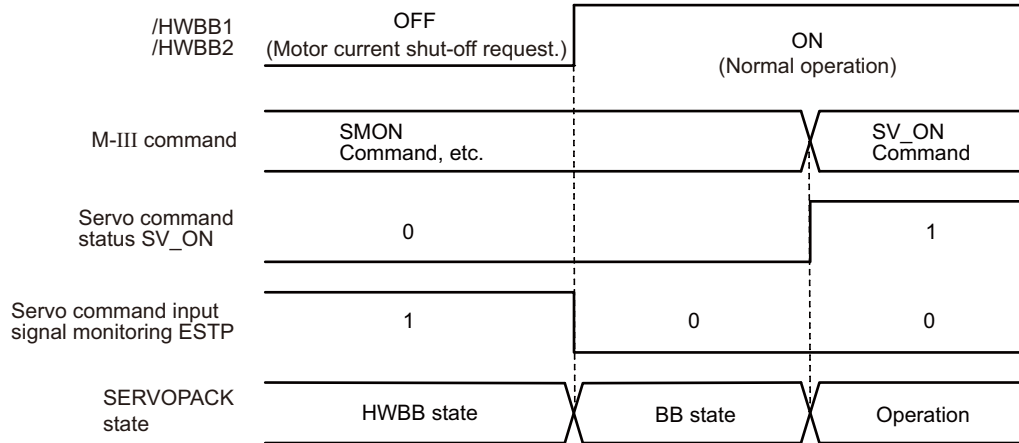 /HWBB1
/HWBB2
OFF
(Motor current shut-off request.)
ON
(Normal operation)
M-III command
SMON
Command, etc.
SV_ON
Command
Servo command
status SV_ON
0
1
Servo command input
signal monitoring ESTP
1
0
0
SERVOPACK
state
HWBB state
BB state
Operation